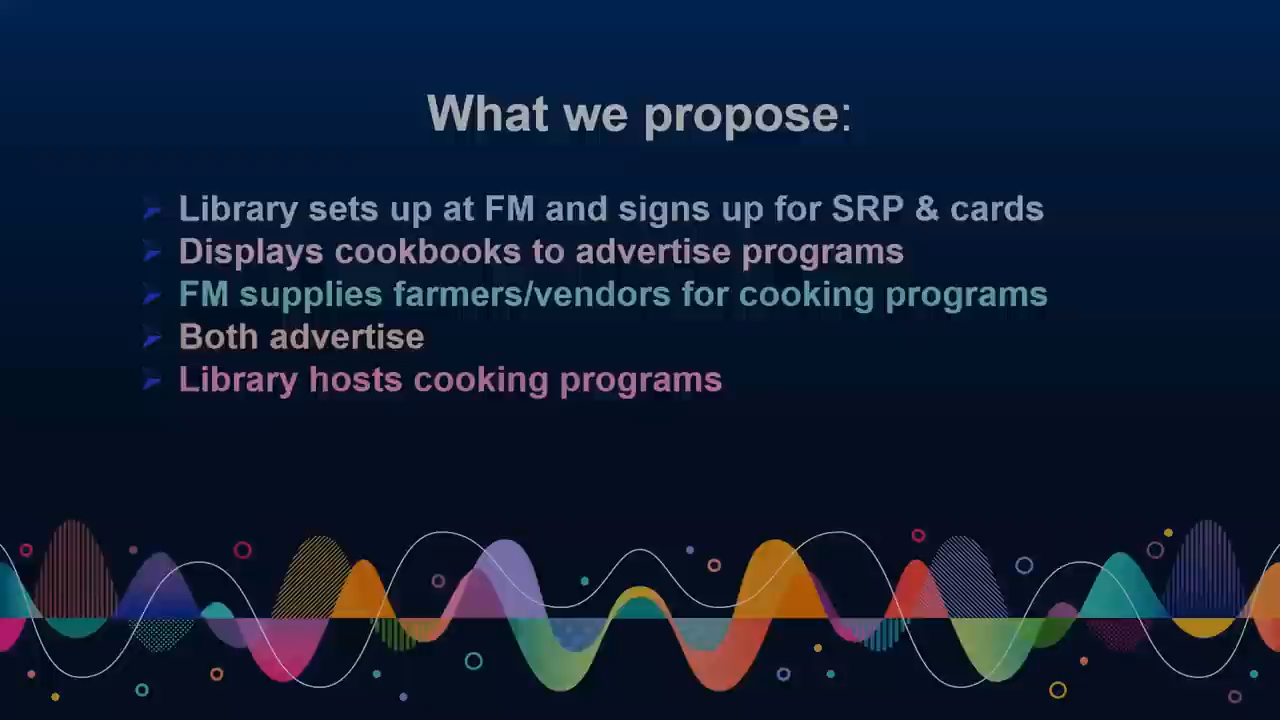 What we propose:
Library sets up at FM and signs up for SRP & cards
Displays cookbooks to advertise programs
FM supplies farmers/vendors for cooking programs
Both advertise
Library hosts cooking programs